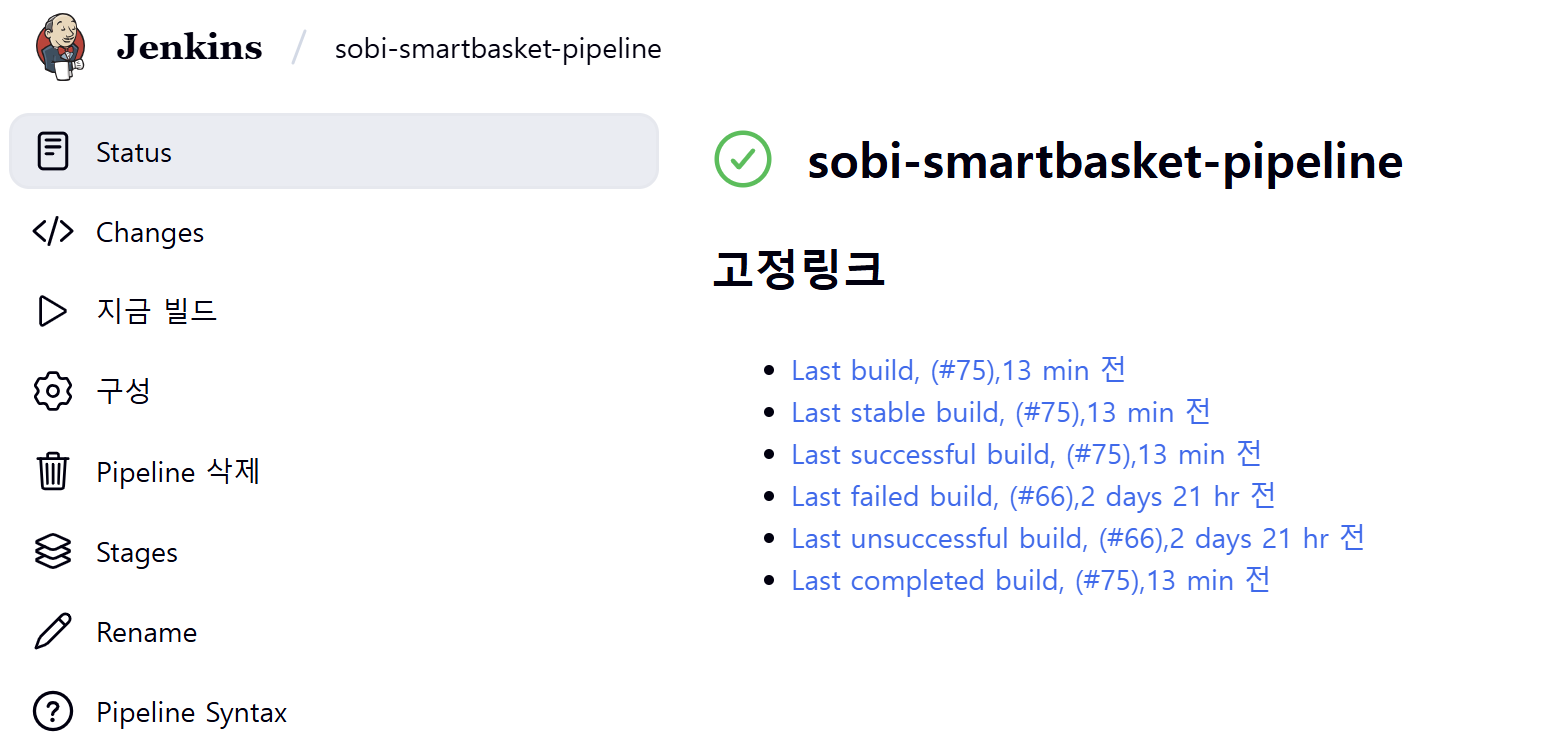 Jenkins / sobi-smartbasket-pipeline
Status
Changes
지금 빌드
구성
Pipeline 삭제
Stages
Rename
Pipeline Syntax
sobi-smartbasket-pipeline
고정링크
Last build, (#75),13 min 전
Last stable build, (#75),13 min 전
Last successful build, (#75),13 min 전
Last failed build, (#66),2 days 21 hr 전
Last unsuccessful build, (#66),2 days 21 hr 전
Last completed build, (#75),13 min 전